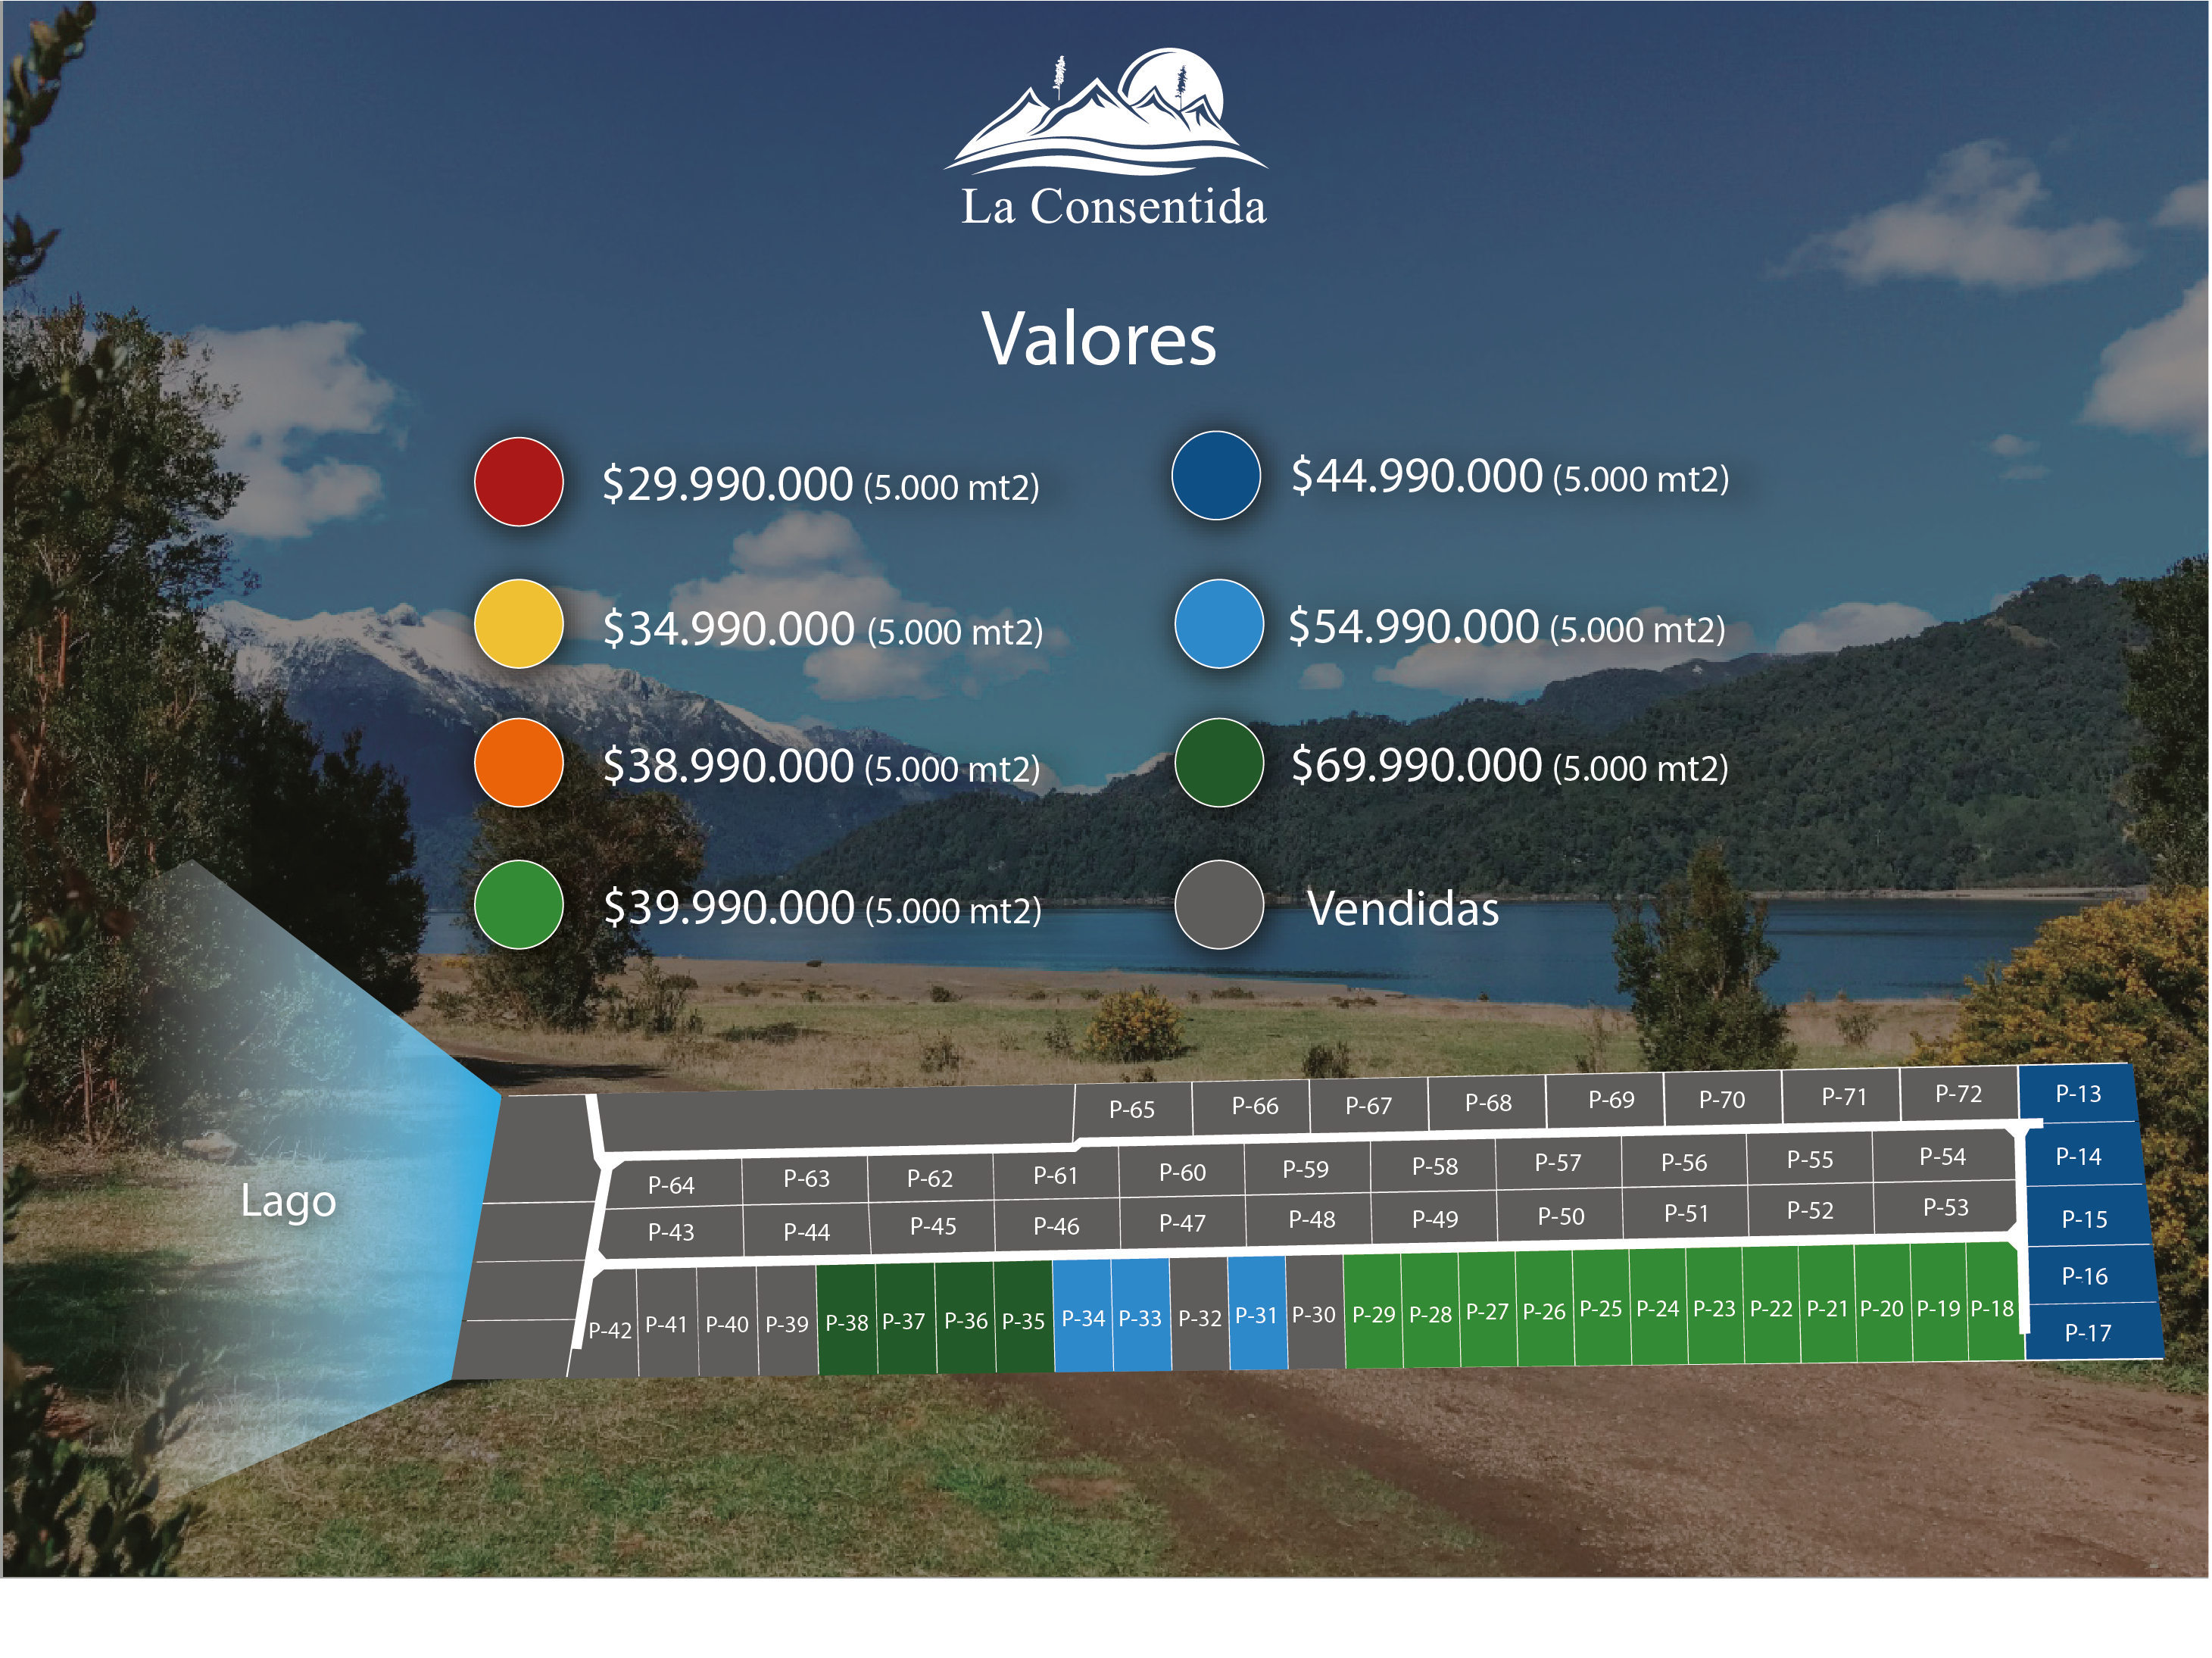 La Consentida
Valores
$29.990.000 (5.000 mt2)
$44.990.000 (5.000 mt2)
$34.990.000 (5.000 mt2)
$54.990.000 (5.000 mt2)
$38.990.000 (5.000 mt2)
$69.990.000 (5.000 mt2)
$39.990.000 (5.000 mt2)
Vendidas
Lago
P-65 P-66 P-67 P-68 P-69 P-70 P-71 P-72 P-13
P-64 P-63 P-62 P-61 P-60 P-59 P-58 P-57 P-56 P-55 P-54 P-14
P-43 P-44 P-45 P-46 P-47 P-48 P-49 P-50 P-51 P-52 P-53 P-15
P-16
P-42 P-41 P-40 P-39 P-38 P-37 P-36 P-35 P-34 P-33 P-32 P-31 P-30 P-29 P-28 P-27 P-26 P-25 P-24 P-23 P-22 P-21 P-20 P-19 P-18
P-17